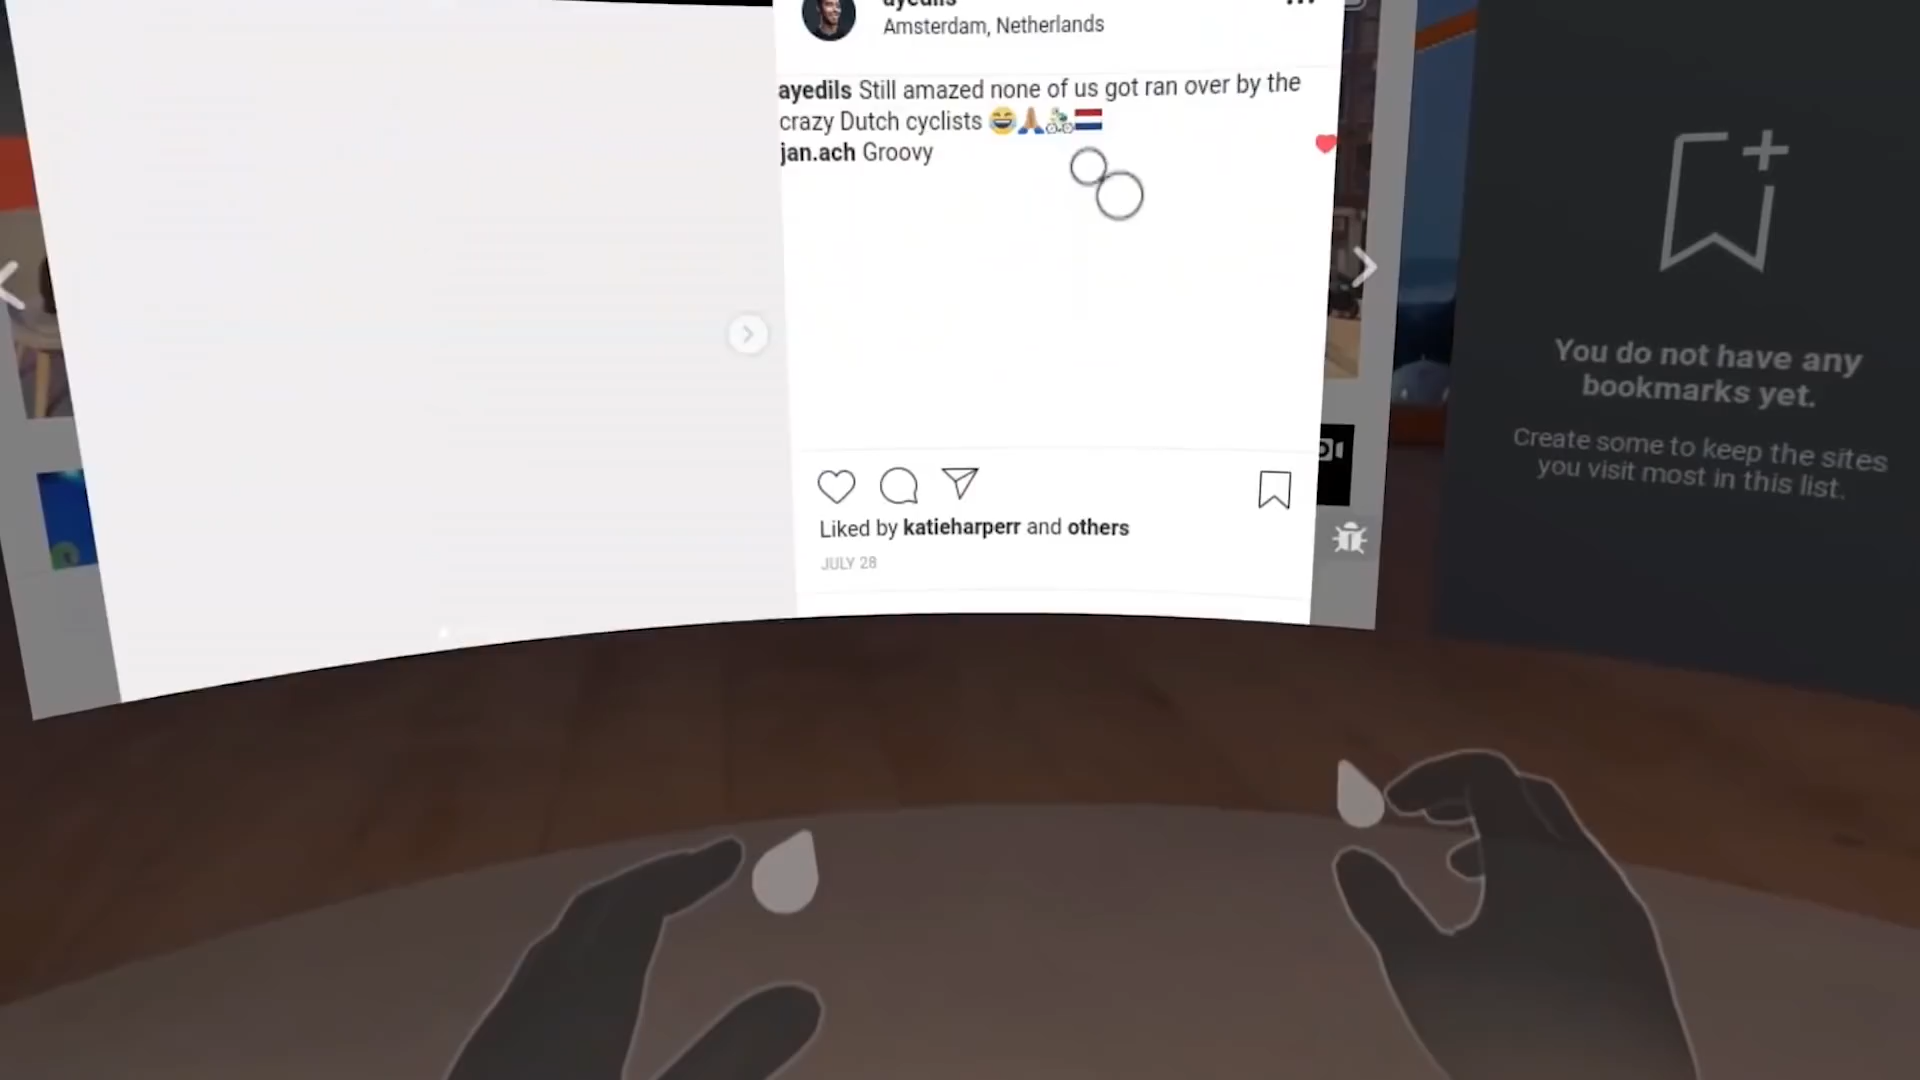 ayedils
Amsterdam, Netherlands
ayedils Still amazed none of us got ran over by the
crazy Dutch cyclists 😂🙏🏽🚴🇳🇱
jan.ach Groovy
Liked by katieharperr and others
JULY 28
You do not have any
bookmarks yet.
Create some to keep the sites
you visit most in this list.